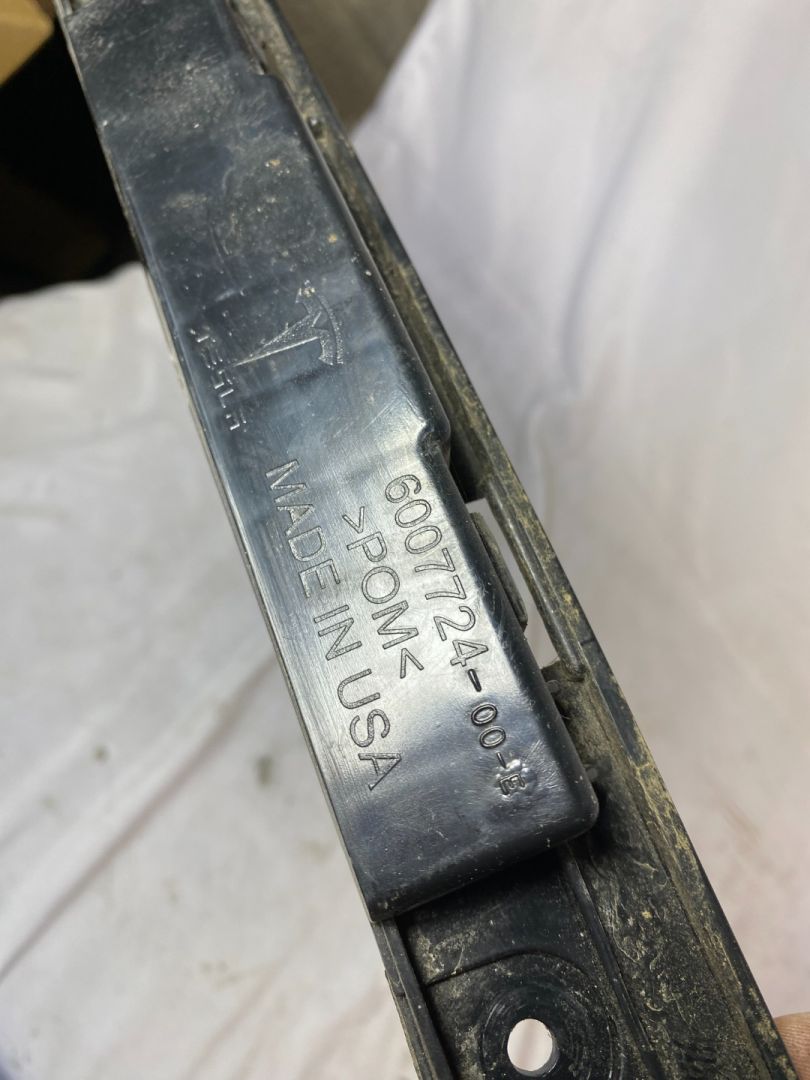 TESLA
6007724-00-E
>POM<
MADE IN USA